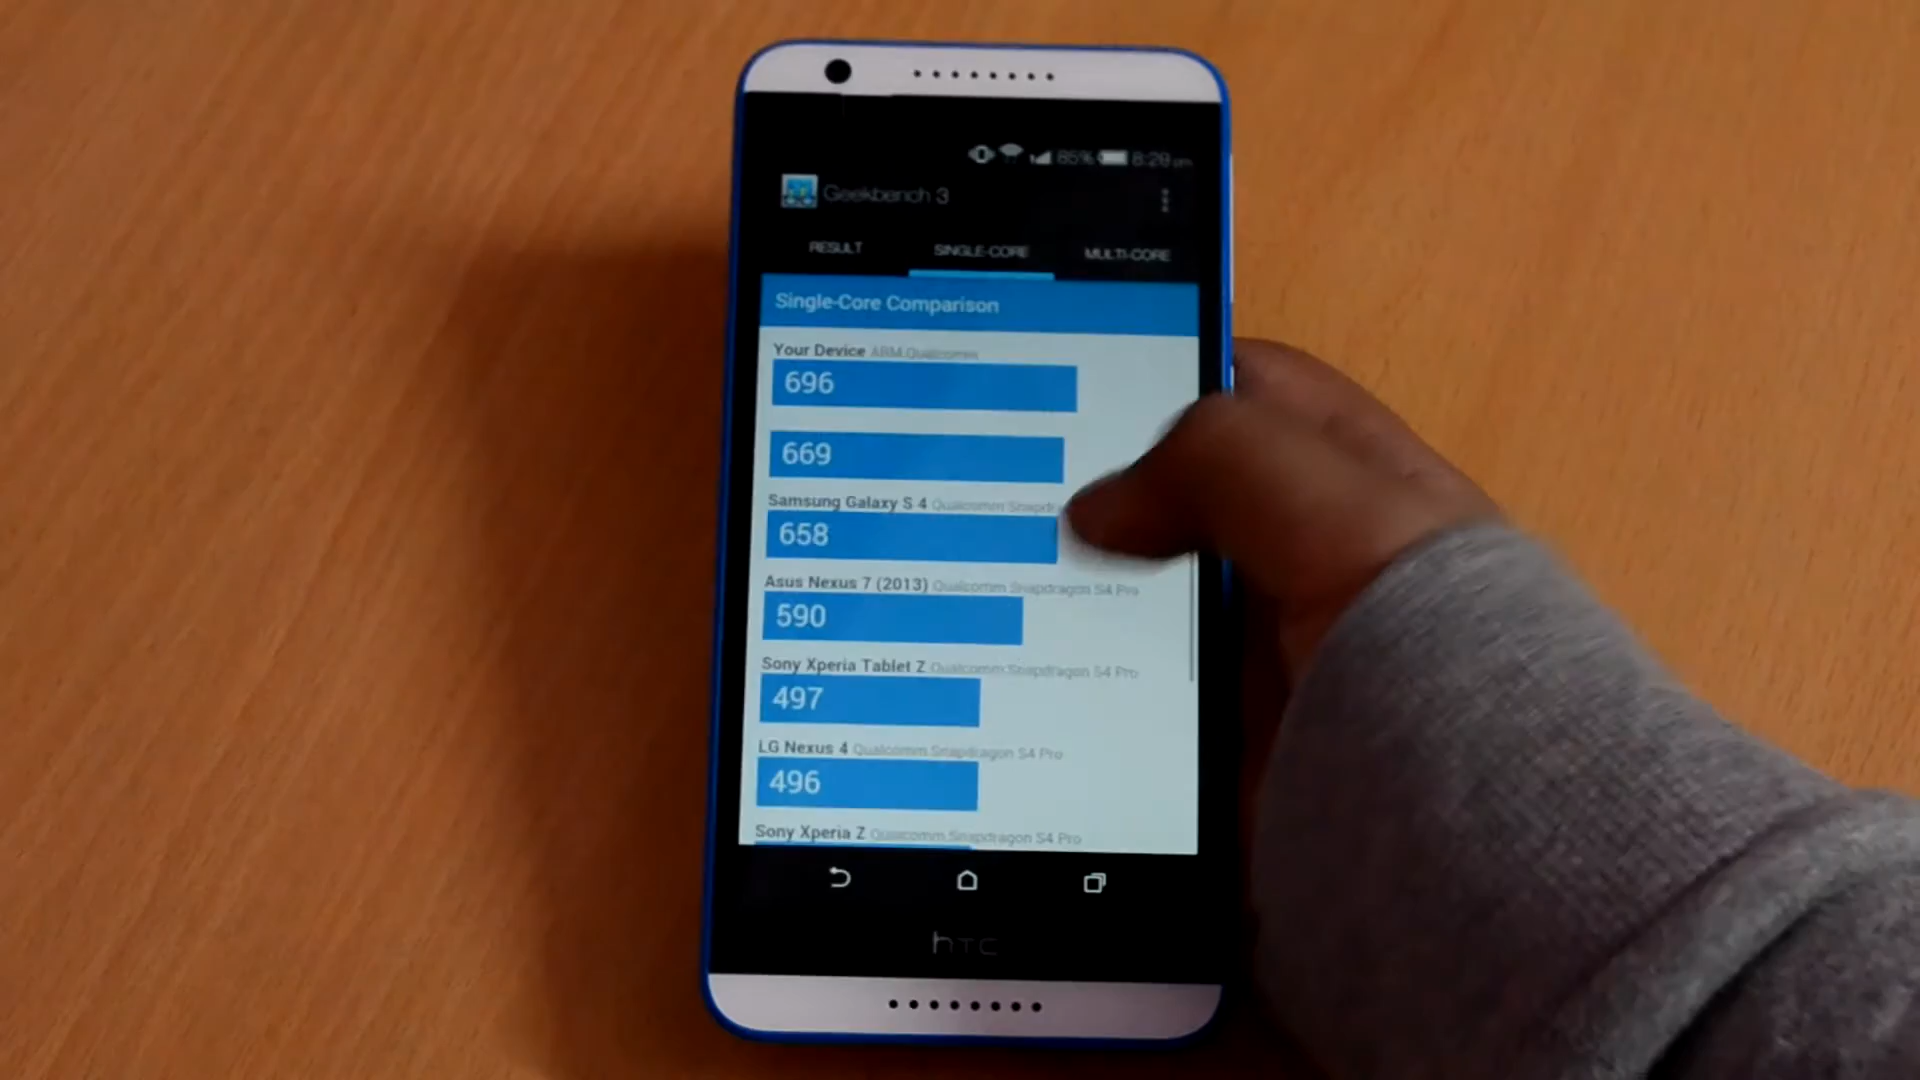 85% 8:28 pm
Geekbench 3
RESULT SINGLE-CORE MULTI-CORE
Single-Core Comparison
Your Device ARM Qualcomm
696
669
Samsung Galaxy S 4 Qualcomm Snapdr
658
Asus Nexus 7 (2013) Qualcomm Snapdragon S4 Pro
590
Sony Xperia Tablet Z Qualcomm Snapdragon S4 Pro
497
LG Nexus 4 Qualcomm Snapdragon S4 Pro
496
Sony Xperia Z Qualcomm Snapdragon S4 Pro
hTC